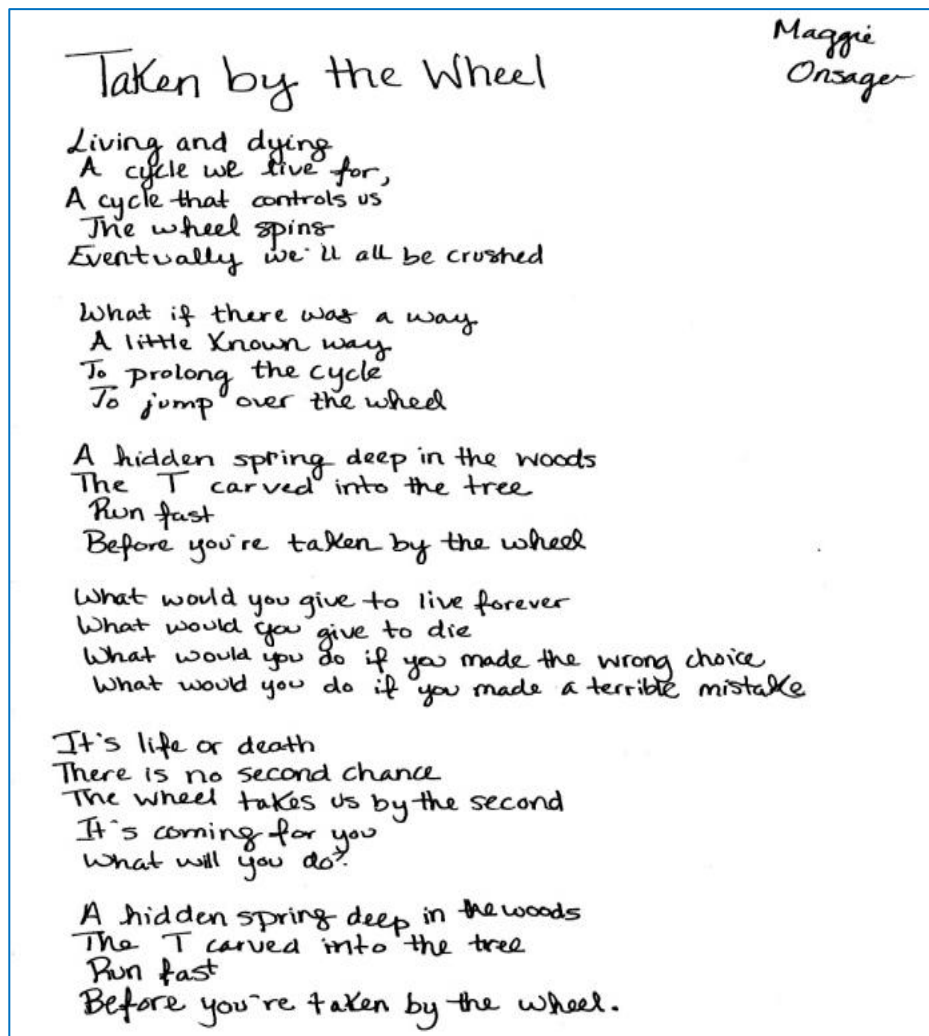 Taken by the Wheel
Maggie
Onsager
Living and dying
A cycle we live for,
A cycle that controls us
The wheel spins
Eventually we'll all be crushed
What if there was a way
A little known way
To prolong the cycle
To jump over the wheel
A hidden spring deep in the woods
The T carved into the tree
Run fast
Before you're taken by the wheel
What would you give to live forever
What would you give to die
What would you do if you made the wrong choice
What would you do if you made a terrible mistake
It's life or death
There is no second chance
The wheel takes us by the second
It's coming for you
What will you do?
A hidden spring deep in the woods
The T carved into the tree
Run fast
Before you're taken by the wheel.